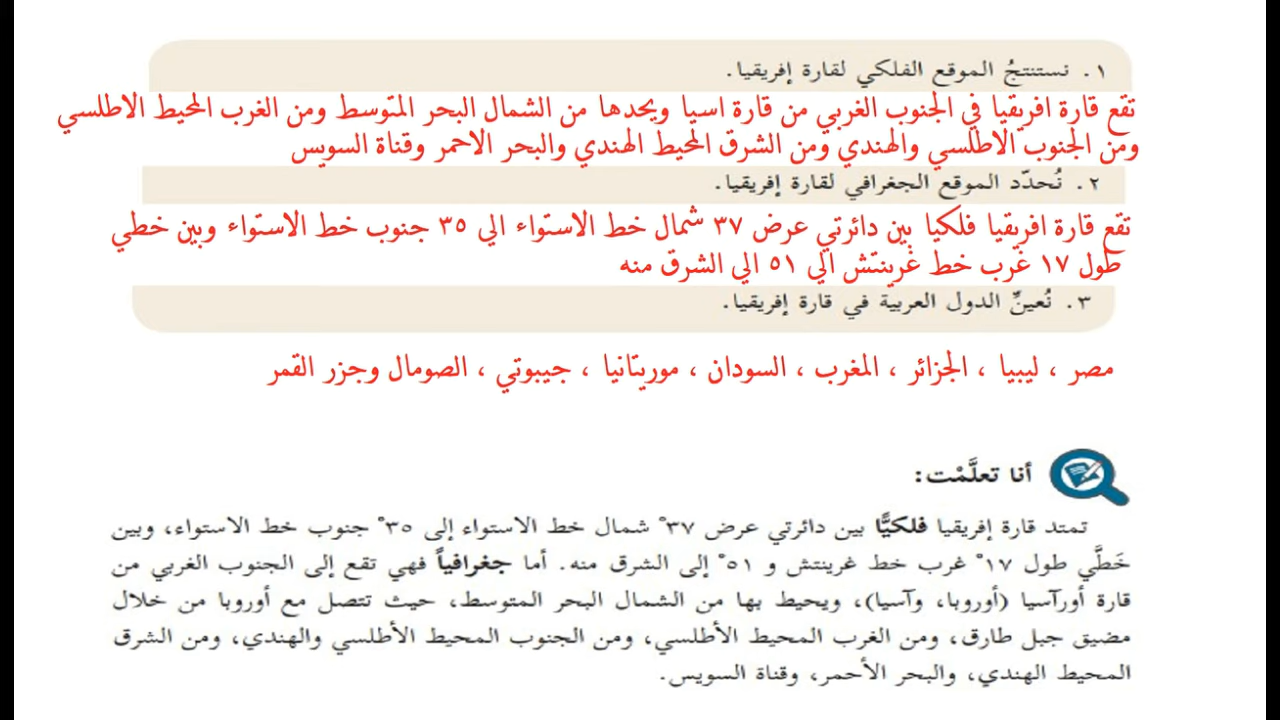 ١. نستنتجُ الموقع الفلكي لقارة إفريقيا.
تقع قارة افريقيا في الجنوب الغربي من قارة اسيا ويحدها من الشمال البحر المتوسط ومن الغرب المحيط الاطلسي
ومن الجنوب الاطلسي والهندي ومن الشرق المحيط الهندي والبحر الاحمر وقناة السويس
٢. نُحدّد الموقع الجغرافي لقارة إفريقيا.
تقع قارة افريقيا فلكيا بين دائرتي عرض ٣٧ شمال خط الاستواء الي ٣٥ جنوب خط الاستواء وبين خطي
طول ١٧ غرب خط غرينتش الي ٥١ الي الشرق منه
٣. نُعينٌ الدول العربية في قارة إفريقيا.
مصر ، ليبيا ، الجزائر ، المغرب ، السودان ، موريتانيا ، جيبوتي ، الصومال وجزر القمر
أنا تعلَّمْت:
تمتد قارة إفريقيا فلكيًّا بين دائرتي عرض ٣٧° شمال خط الاستواء إلى ٣٥° جنوب خط الاستواء، وبين
خَطَّي طول ١٧° غرب خط غرينتش و ٥١° إلى الشرق منه. أما جغرافياً فهي تقع إلى الجنوب الغربي من
قارة أورآسيا (أوروبا، وآسيا)، ويحيط بها من الشمال البحر المتوسط، حيث تتصل مع أوروبا من خلال
مضيق جبل طارق، ومن الغرب المحيط الأطلسي، ومن الجنوب المحيط الأطلسي والهندي، ومن الشرق
المحيط الهندي، والبحر الأحمر، وقناة السويس.